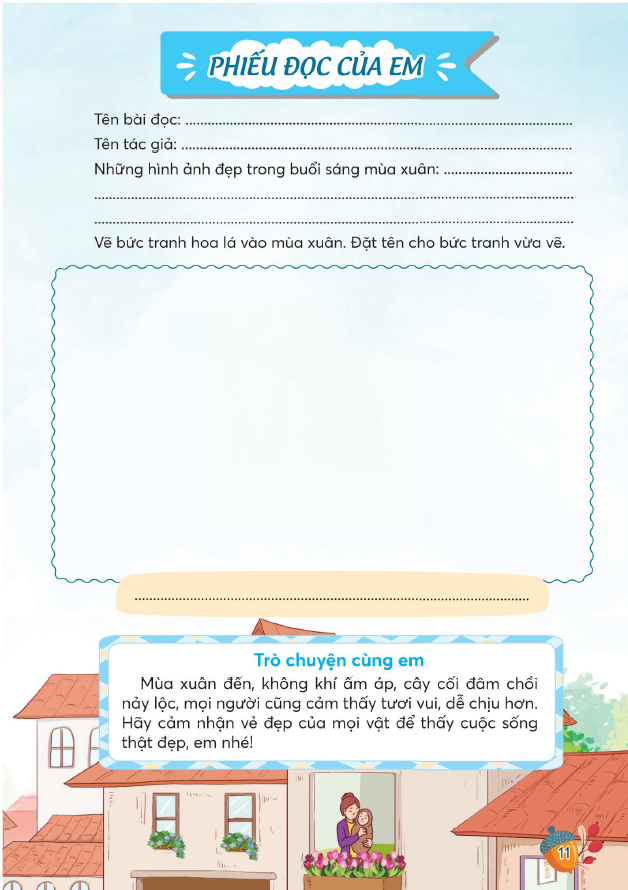 PHIẾU ĐỌC CỦA EM
Tên bài đọc: ........................................................................
Tên tác giả: ........................................................................
Những hình ảnh đẹp trong buổi sáng mùa xuân: ........................
................................................................................................
................................................................................................
Vẽ bức tranh hoa lá vào mùa xuân. Đặt tên cho bức tranh vừa vẽ.
................................................................................
Trò chuyện cùng em
Mùa xuân đến, không khí ấm áp, cây cối đâm chồi
nảy lộc, mọi người cũng cảm thấy tươi vui, dễ chịu hơn.
Hãy cảm nhận vẻ đẹp của mọi vật để thấy cuộc sống
thật đẹp, em nhé!
11